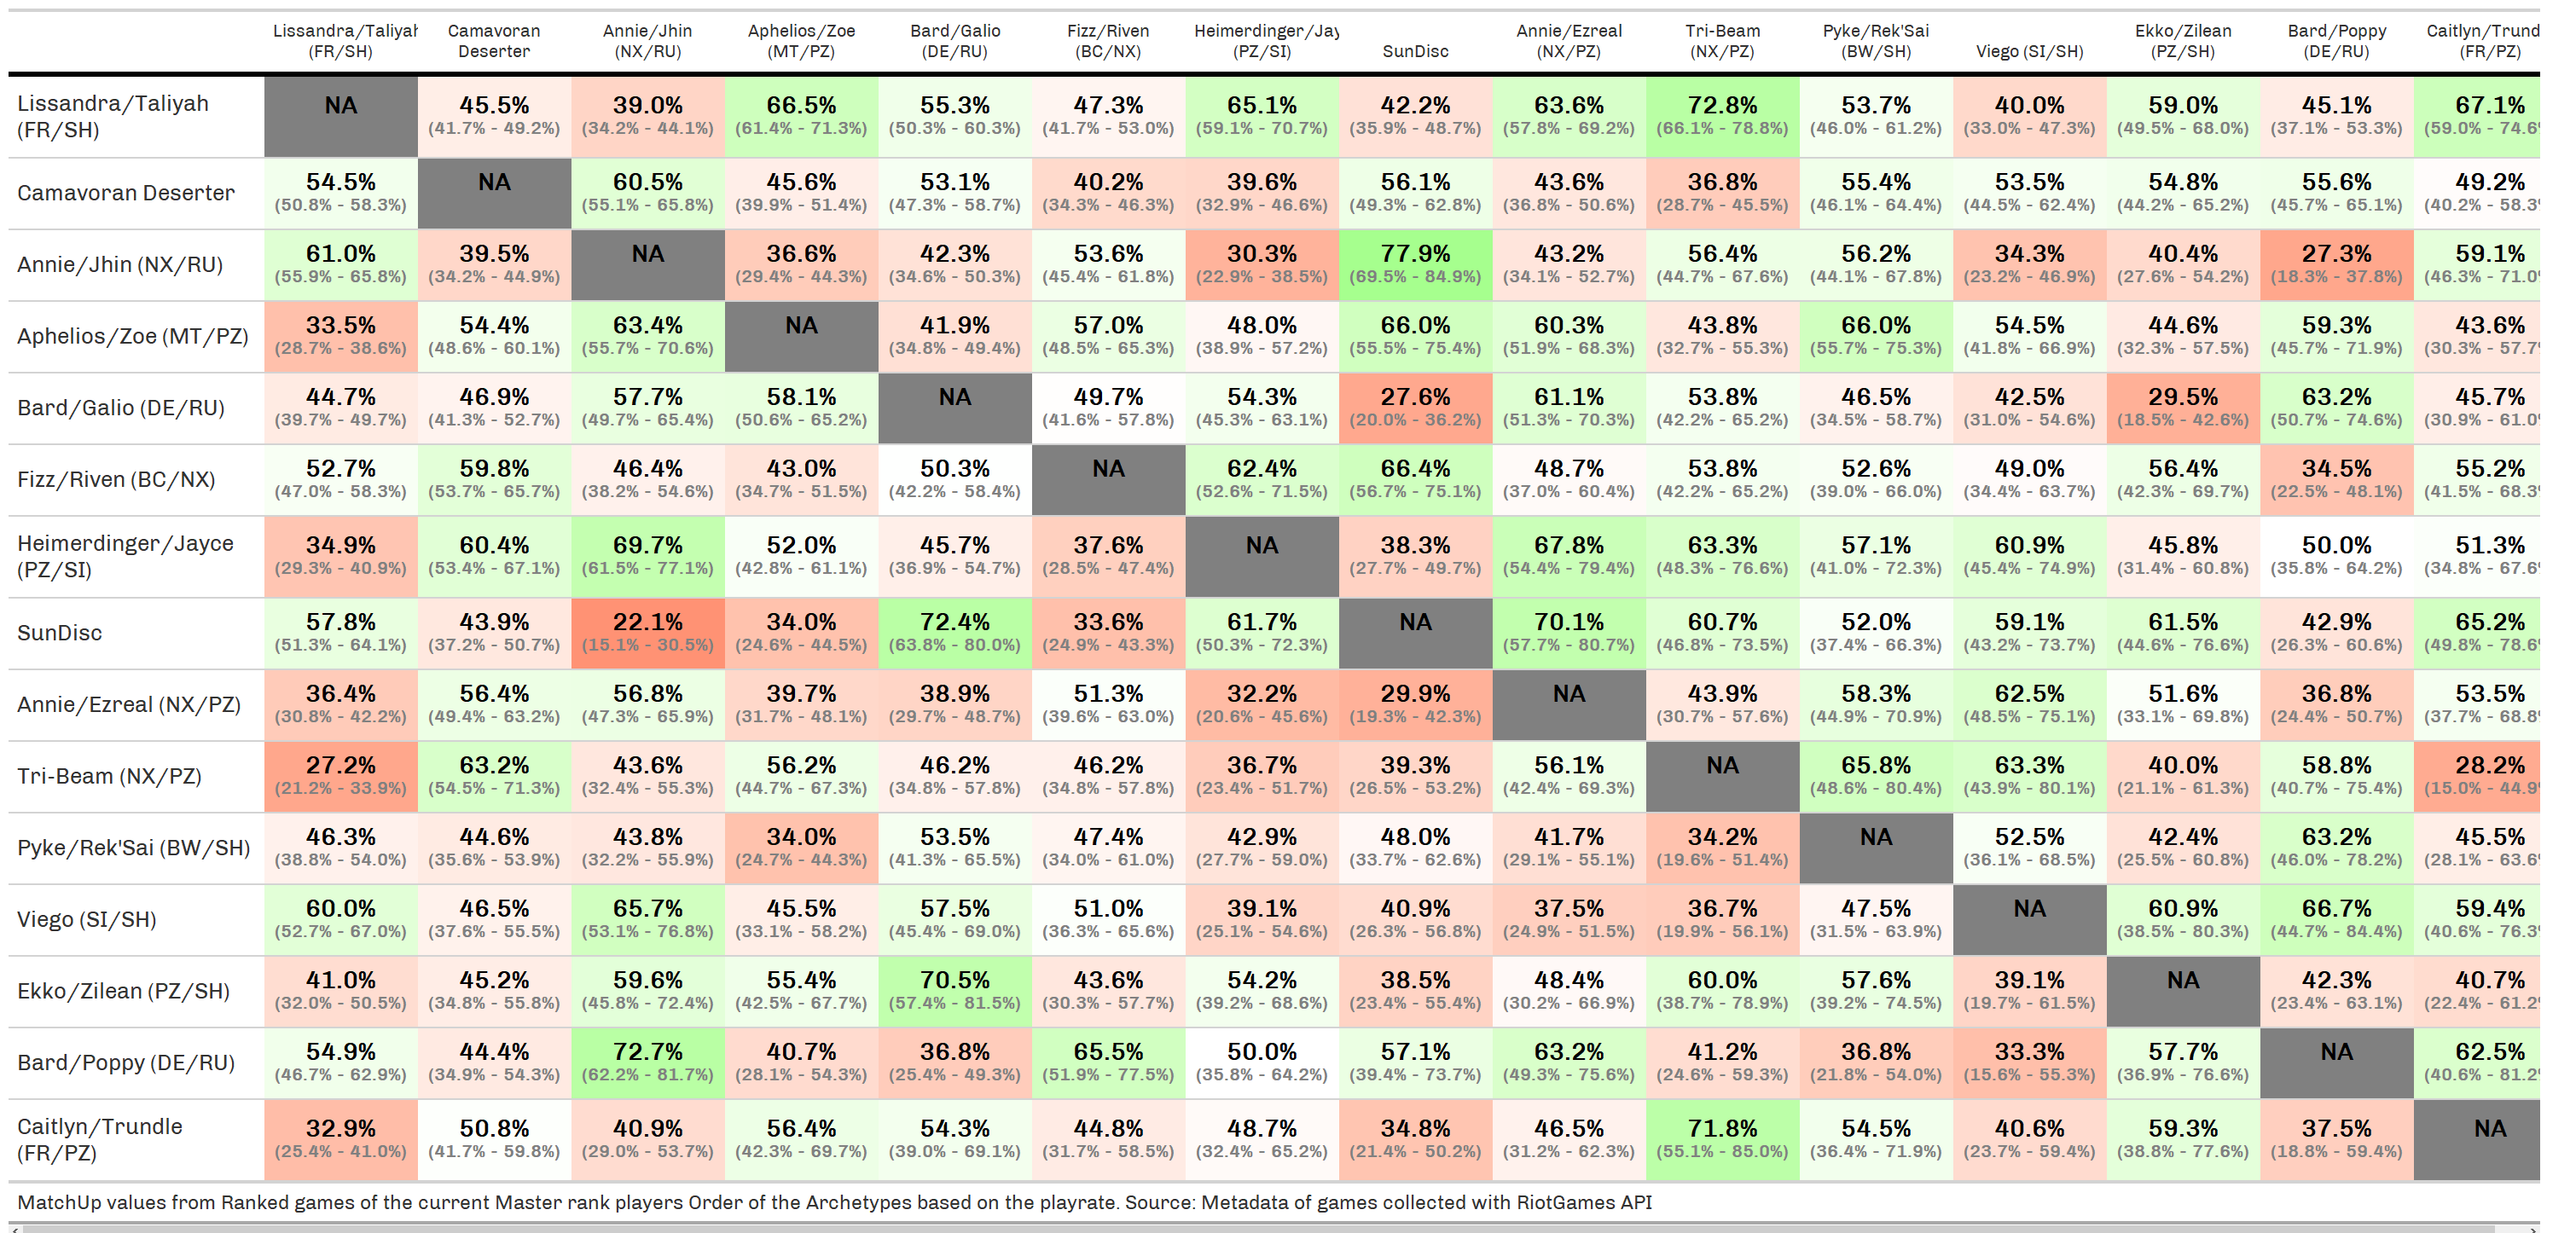 Lissandra/Taliyah Camavoran Annie/Jhin Aphelios/Zoe Bard/Galio Fizz/Riven Heimerdinger/Jay Annie/Ezreal Tri-Beam Pyke/Rek'Sai Ekko/Zilean Bard/Poppy Caitlyn/Trund
(FR/SH) Deserter (NX/RU) (MT/PZ) (DE/RU) (BC/NX) (PZ/SI) SunDisc (NX/PZ) (NX/PZ) (BW/SH) Viego (SI/SH) (PZ/SH) (DE/RU) (FR/PZ)
Lissandra/Taliyah NA 45.5% 39.0% 66.5% 55.3% 47.3% 65.1% 42.2% 63.6% 72.8% 53.7% 40.0% 59.0% 45.1% 67.1%
(FR/SH) (41.7% - 49.2%) (34.2% - 44.1%) (61.4% - 71.3%) (50.3% - 60.3%) (41.7% - 53.0%) (59.1% - 70.7%) (35.9% - 48.7%) (57.8% - 69.2%) (66.1% - 78.8%) (46.0% - 61.2%) (33.0% - 47.3%) (49.5% - 68.0%) (37.1% - 53.3%) (59.0% - 74.6%
Camavoran Deserter 54.5% NA 60.5% 45.6% 53.1% 40.2% 39.6% 56.1% 43.6% 36.8% 55.4% 53.5% 54.8% 55.6% 49.2%
(50.8% - 58.3%) (55.1% - 65.8%) (39.9% - 51.4%) (47.3% - 58.7%) (34.3% - 46.3%) (32.9% - 46.6%) (49.3% - 62.8%) (36.8% - 50.6%) (28.7% - 45.5%) (46.1% - 64.4%) (44.5% - 62.4%) (44.2% - 65.2%) (45.7% - 65.1%) (40.2% - 58.3%
Annie/Jhin (NX/RU) 61.0% 39.5% NA 36.6% 42.3% 53.6% 30.3% 77.9% 43.2% 56.4% 56.2% 34.3% 40.4% 27.3% 59.1%
(55.9% - 65.8%) (34.2% - 44.9%) (29.4% - 44.3%) (34.6% - 50.3%) (45.4% - 61.8%) (22.9% - 38.5%) (69.5% - 84.9%) (34.1% - 52.7%) (44.7% - 67.6%) (44.1% - 67.8%) (23.2% - 46.9%) (27.6% - 54.2%) (18.3% - 37.8%) (46.3% - 71.0%
Aphelios/Zoe (MT/PZ) 33.5% 54.4% 63.4% NA 41.9% 57.0% 48.0% 66.0% 60.3% 43.8% 66.0% 54.5% 44.6% 59.3% 43.6%
(28.7% - 38.6%) (48.6% - 60.1%) (55.7% - 70.6%) (34.8% - 49.4%) (48.5% - 65.3%) (38.9% - 57.2%) (55.5% - 75.4%) (51.9% - 68.3%) (32.7% - 55.3%) (55.7% - 75.3%) (41.8% - 66.9%) (32.3% - 57.5%) (45.7% - 71.9%) (30.3% - 57.7%
Bard/Galio (DE/RU) 44.7% 46.9% 57.7% 58.1% NA 49.7% 54.3% 27.6% 61.1% 53.8% 46.5% 42.5% 29.5% 63.2% 45.7%
(39.7% - 49.7%) (41.3% - 52.7%) (49.7% - 65.4%) (50.6% - 65.2%) (41.6% - 57.8%) (45.3% - 63.1%) (20.0% - 36.2%) (51.3% - 70.3%) (42.2% - 65.2%) (34.5% - 58.7%) (31.0% - 54.6%) (18.5% - 42.6%) (50.7% - 74.6%) (30.9% - 61.0%
Fizz/Riven (BC/NX) 52.7% 59.8% 46.4% 43.0% 50.3% NA 62.4% 66.4% 48.7% 53.8% 52.6% 49.0% 56.4% 34.5% 55.2%
(47.0% - 58.3%) (53.7% - 65.7%) (38.2% - 54.6%) (34.7% - 51.5%) (42.2% - 58.4%) (52.6% - 71.5%) (56.7% - 75.1%) (37.0% - 60.4%) (42.2% - 65.2%) (39.0% - 66.0%) (34.4% - 63.7%) (42.3% - 69.7%) (22.5% - 48.1%) (41.5% - 68.3%
Heimerdinger/Jayce 34.9% 60.4% 69.7% 52.0% 45.7% 37.6% NA 38.3% 67.8% 63.3% 57.1% 60.9% 45.8% 50.0% 51.3%
(PZ/SI) (29.3% - 40.9%) (53.4% - 67.1%) (61.5% - 77.1%) (42.8% - 61.1%) (36.9% - 54.7%) (28.5% - 47.4%) (27.7% - 49.7%) (54.4% - 79.4%) (48.3% - 76.6%) (41.0% - 72.3%) (45.4% - 74.9%) (31.4% - 60.8%) (35.8% - 64.2%) (34.8% - 67.6%
SunDisc 57.8% 43.9% 22.1% 34.0% 72.4% 33.6% 61.7% NA 70.1% 60.7% 52.0% 59.1% 61.5% 42.9% 65.2%
(51.3% - 64.1%) (37.2% - 50.7%) (15.1% - 30.5%) (24.6% - 44.5%) (63.8% - 80.0%) (24.9% - 43.3%) (50.3% - 72.3%) (57.7% - 80.7%) (46.8% - 73.5%) (37.4% - 66.3%) (43.2% - 73.7%) (44.6% - 76.6%) (26.3% - 60.6%) (49.8% - 78.6%
Annie/Ezreal (NX/PZ) 36.4% 56.4% 56.8% 39.7% 38.9% 51.3% 32.2% 29.9% NA 43.9% 58.3% 62.5% 51.6% 36.8% 53.5%
(30.8% - 42.2%) (49.4% - 63.2%) (47.3% - 65.9%) (31.7% - 48.1%) (29.7% - 48.7%) (39.6% - 63.0%) (20.6% - 45.6%) (19.3% - 42.3%) (30.7% - 57.6%) (44.9% - 70.9%) (48.5% - 75.1%) (33.1% - 69.8%) (24.4% - 50.7%) (37.7% - 68.8%
Tri-Beam (NX/PZ) 27.2% 63.2% 43.6% 56.2% 46.2% 46.2% 36.7% 39.3% 56.1% NA 65.8% 63.3% 40.0% 58.8% 28.2%
(21.2% - 33.9%) (54.5% - 71.3%) (32.4% - 55.3%) (44.7% - 67.3%) (34.8% - 57.8%) (34.8% - 57.8%) (23.4% - 51.7%) (26.5% - 53.2%) (42.4% - 69.3%) (48.6% - 80.4%) (43.9% - 80.1%) (21.1% - 61.3%) (40.7% - 75.4%) (15.0% - 44.9%
Pyke/Rek'Sai (BW/SH) 46.3% 44.6% 43.8% 34.0% 53.5% 47.4% 42.9% 48.0% 41.7% 34.2% NA 52.5% 42.4% 63.2% 45.5%
(38.8% - 54.0%) (35.6% - 53.9%) (32.2% - 55.9%) (24.7% - 44.3%) (41.3% - 65.5%) (34.0% - 61.0%) (27.7% - 59.0%) (33.7% - 62.6%) (29.1% - 55.1%) (19.6% - 51.4%) (36.1% - 68.5%) (25.5% - 60.8%) (46.0% - 78.2%) (28.1% - 63.6%
Viego (SI/SH) 60.0% 46.5% 65.7% 45.5% 57.5% 51.0% 39.1% 40.9% 37.5% 36.7% 47.5% NA 60.9% 66.7% 59.4%
(52.7% - 67.0%) (37.6% - 55.5%) (53.1% - 76.8%) (33.1% - 58.2%) (45.4% - 69.0%) (36.3% - 65.6%) (25.1% - 54.6%) (26.3% - 56.8%) (24.9% - 51.5%) (19.9% - 56.1%) (31.5% - 63.9%) (38.5% - 80.3%) (44.7% - 84.4%) (40.6% - 76.3%
Ekko/Zilean (PZ/SH) 41.0% 45.2% 59.6% 55.4% 70.5% 43.6% 54.2% 38.5% 48.4% 60.0% 57.6% 39.1% NA 42.3% 40.7%
(32.0% - 50.5%) (34.8% - 55.8%) (45.8% - 72.4%) (42.5% - 67.7%) (57.4% - 81.5%) (30.3% - 57.7%) (39.2% - 68.6%) (23.4% - 55.4%) (30.2% - 66.9%) (38.7% - 78.9%) (39.2% - 74.5%) (19.7% - 61.5%) (23.4% - 63.1%) (22.4% - 61.2%
Bard/Poppy (DE/RU) 54.9% 44.4% 72.7% 40.7% 36.8% 65.5% 50.0% 57.1% 63.2% 41.2% 36.8% 33.3% 57.7% NA 62.5%
(46.7% - 62.9%) (34.9% - 54.3%) (62.2% - 81.7%) (28.1% - 54.3%) (25.4% - 49.3%) (51.9% - 77.5%) (35.8% - 64.2%) (39.4% - 73.7%) (49.3% - 75.6%) (24.6% - 59.3%) (21.8% - 54.0%) (15.6% - 55.3%) (36.9% - 76.6%) (40.6% - 81.2%
Caitlyn/Trundle 32.9% 50.8% 40.9% 56.4% 54.3% 44.8% 48.7% 34.8% 46.5% 71.8% 54.5% 40.6% 59.3% 37.5% NA
(FR/PZ) (25.4% - 41.0%) (41.7% - 59.8%) (29.0% - 53.7%) (42.3% - 69.7%) (39.0% - 69.1%) (31.7% - 58.5%) (32.4% - 65.2%) (21.4% - 50.2%) (31.2% - 62.3%) (55.1% - 85.0%) (36.4% - 71.9%) (23.7% - 59.4%) (38.8% - 77.6%) (18.8% - 59.4%)
MatchUp values from Ranked games of the current Master rank players Order of the Archetypes based on the playrate. Source: Metadata of games collected with RiotGames API